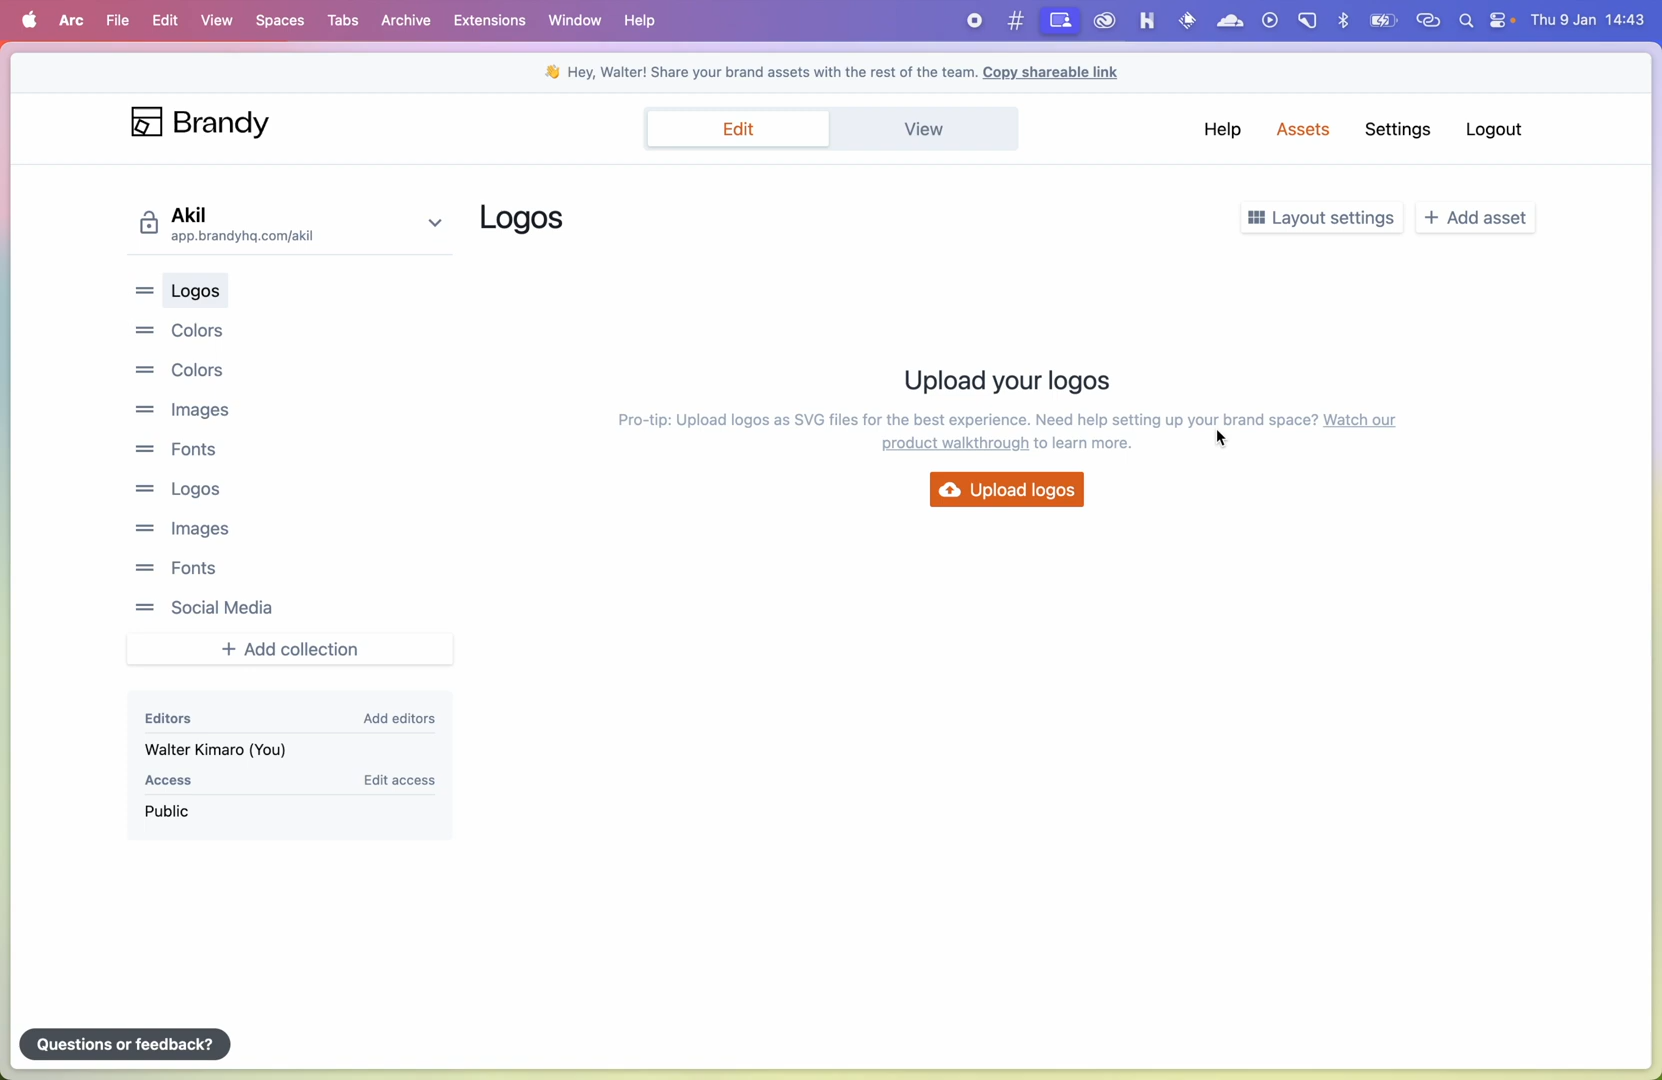 Arc File Edit View Spaces Tabs Archive Extensions Window Help
Thu 9 Jan 14:43
👋 Hey, Walter! Share your brand assets with the rest of the team. Copy shareable link
Brandy
Edit
View
Help
Assets
Settings
Logout
Akil
app.brandyhq.com/akil
Logos
Layout settings
+ Add asset
Logos
Colors
Colors
Images
Fonts
Logos
Images
Fonts
Social Media
+ Add collection
Upload your logos
Pro-tip: Upload logos as SVG files for the best experience. Need help setting up your brand space? Watch our
product walkthrough to learn more.
Upload logos
Editors
Add editors
Walter Kimaro (You)
Access
Edit access
Public
Questions or feedback?